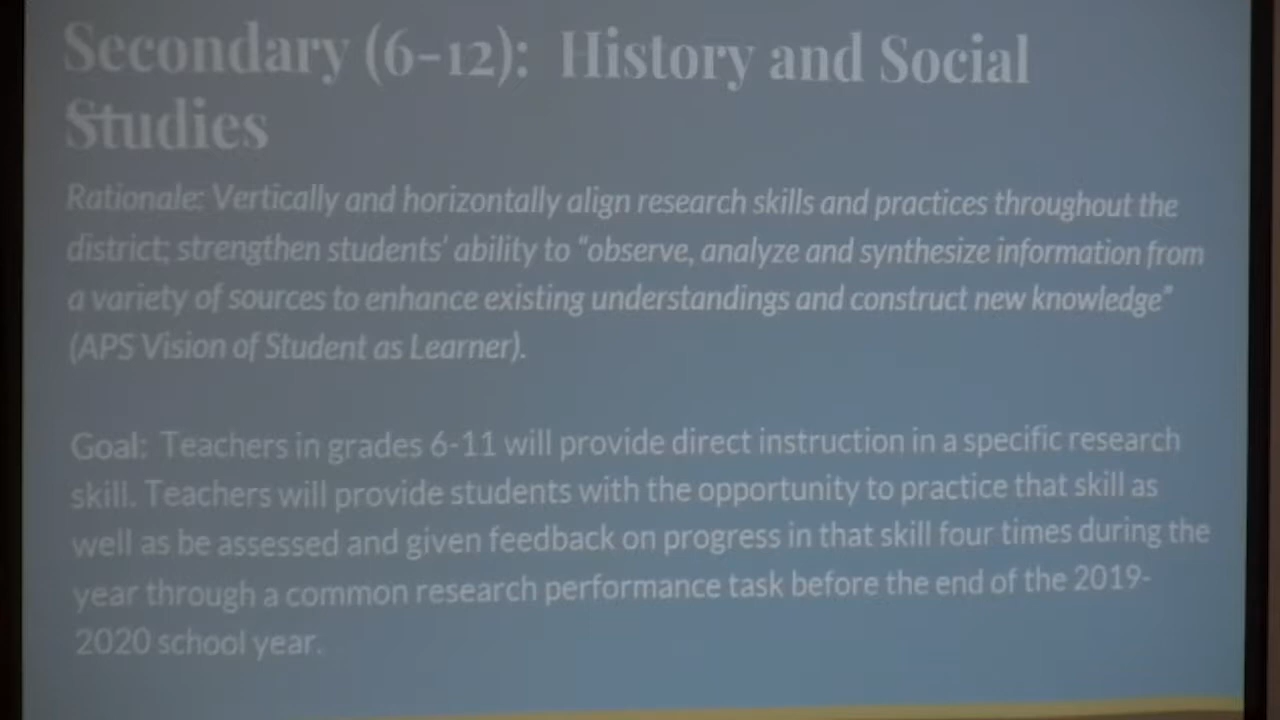 Secondary (6-12): History and Social
Studies
Rationale: Vertically and horizontally align research skills and practices throughout the
district; strengthen students' ability to "observe, analyze and synthesize information from
a variety of sources to enhance existing understandings and construct new knowledge"
(APS Vision of Student as Learner).
Goal: Teachers in grades 6-11 will provide direct instruction in a specific research
skill. Teachers will provide students with the opportunity to practice that skill as
well as be assessed and given feedback on progress in that skill four times during the
year through a common research performance task before the end of the 2019-
2020 school year.